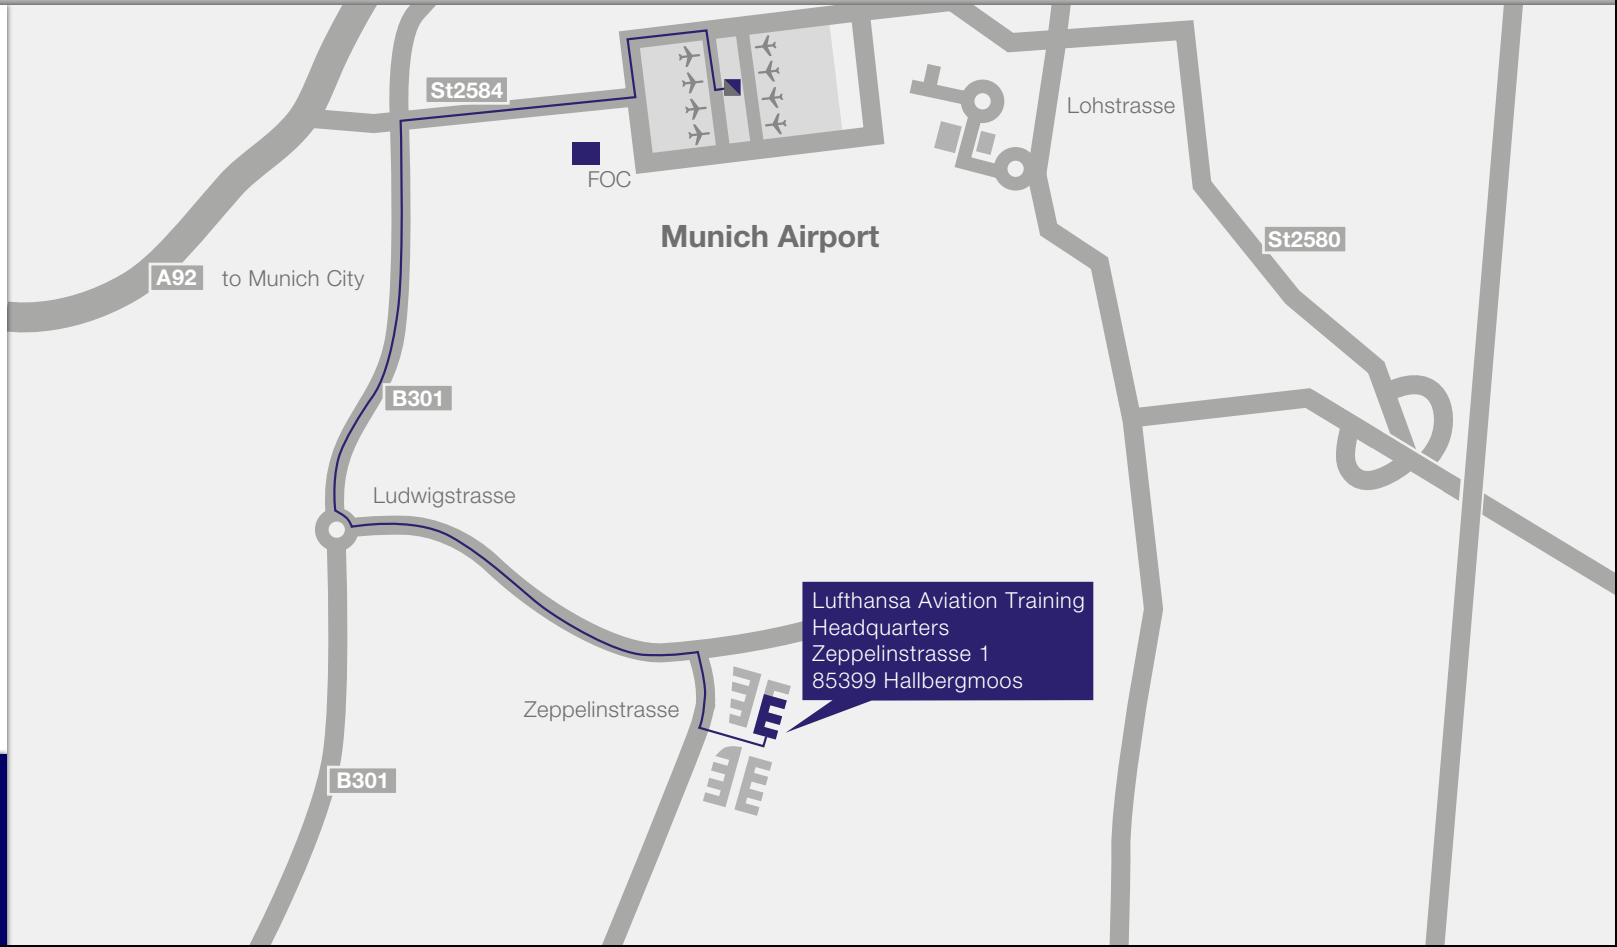 St2584
Lohstrasse
FOC
Munich Airport
St2580
A92
to Munich City
B301
Ludwigstrasse
Lufthansa Aviation Training
Headquarters
Zeppelinstrasse 1
85399 Hallbergmoos
Zeppelinstrasse
B301